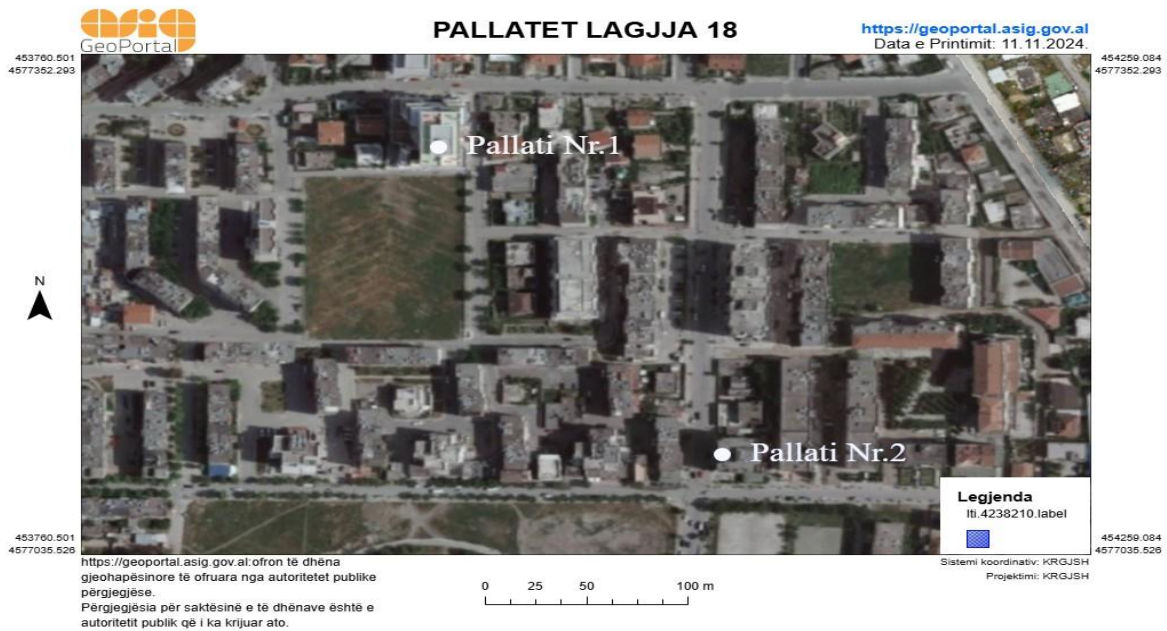 asig
GeoPortal
PALLATET LAGJJA 18
https://geoportal.asig.gov.al
Data e Printimit: 11.11.2024.
453760.501
4577352.293
454259.084
4577352.293
Pallati Nr.1
N
Pallati Nr.2
Legjenda
lti.4238210.label
453760.501
4577035.526
454259.084
4577035.526
https://geoportal.asig.gov.al:ofron të dhëna
gjeohapësinore të ofruara nga autoritetet publike
përgjegjëse.
Përgjegjësia për saktësinë e të dhënave është e
autoritetit publik që i ka krijuar ato.
0 25 50 100 m
Sistemi koordinativ: KRGJSH
Projektimi: KRGJSH